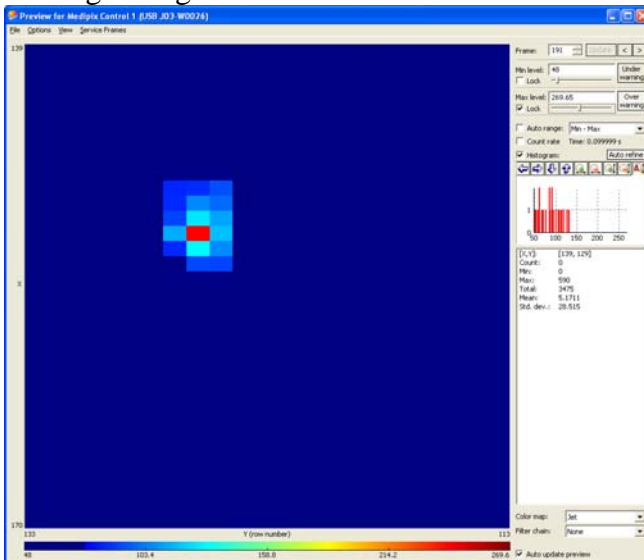 Preview for Medipix Control 1 (USB J03-W0026)
File Options View Service Frames
139
X
170
133
Y (row number)
113
48
103.4
158.8
214.2
269.6
Frame: 191 Update < >
Min level: 48 Under warning
Lock
Max level: 269.65 Over warning
Lock
Auto range: Min - Max
Count rate Time: 0.099999 s
Histogram: Auto refine
1
0
50 100 150 200 250
[X,Y]: [139, 129]
Count: 0
Min: 0
Max: 590
Total: 3475
Mean: 5.1711
Std. dev.: 28.515
Color map: Jet
Filter chain: None
Auto update preview